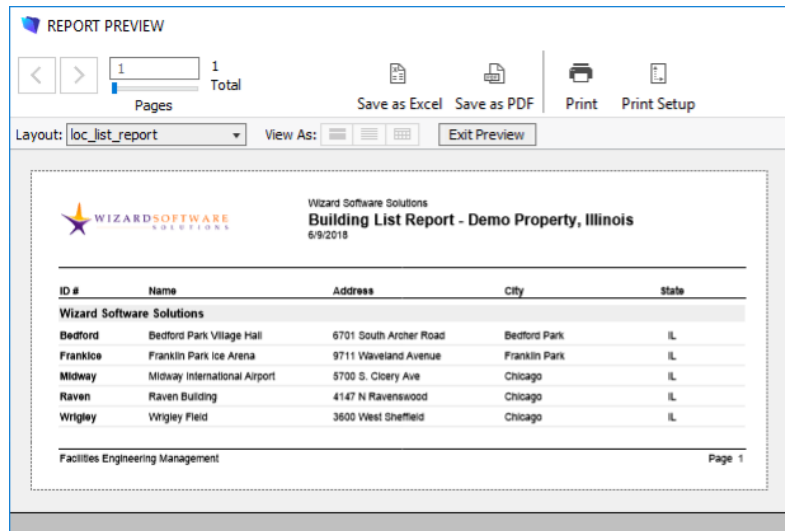 REPORT PREVIEW
1
1
Total
Pages
Save as Excel Save as PDF Print Print Setup
Layout: loc_list_report View As: Exit Preview
WIZARDSOFTWARE
SOLUTIONS
Wizard Software Solutions
Building List Report - Demo Property, Illinois
6/9/2018
ID # Name Address City State
Wizard Software Solutions
Bedford Bedford Park Village Hall 6701 South Archer Road Bedford Park IL
Frankice Franklin Park Ice Arena 9711 Waveland Avenue Franklin Park IL
Midway Midway International Airport 5700 S. Cicery Ave Chicago IL
Raven Raven Building 4147 N Ravenswood Chicago IL
Wrigley Wrigley Field 3600 West Sheffield Chicago IL
Facilities Engineering Management Page 1